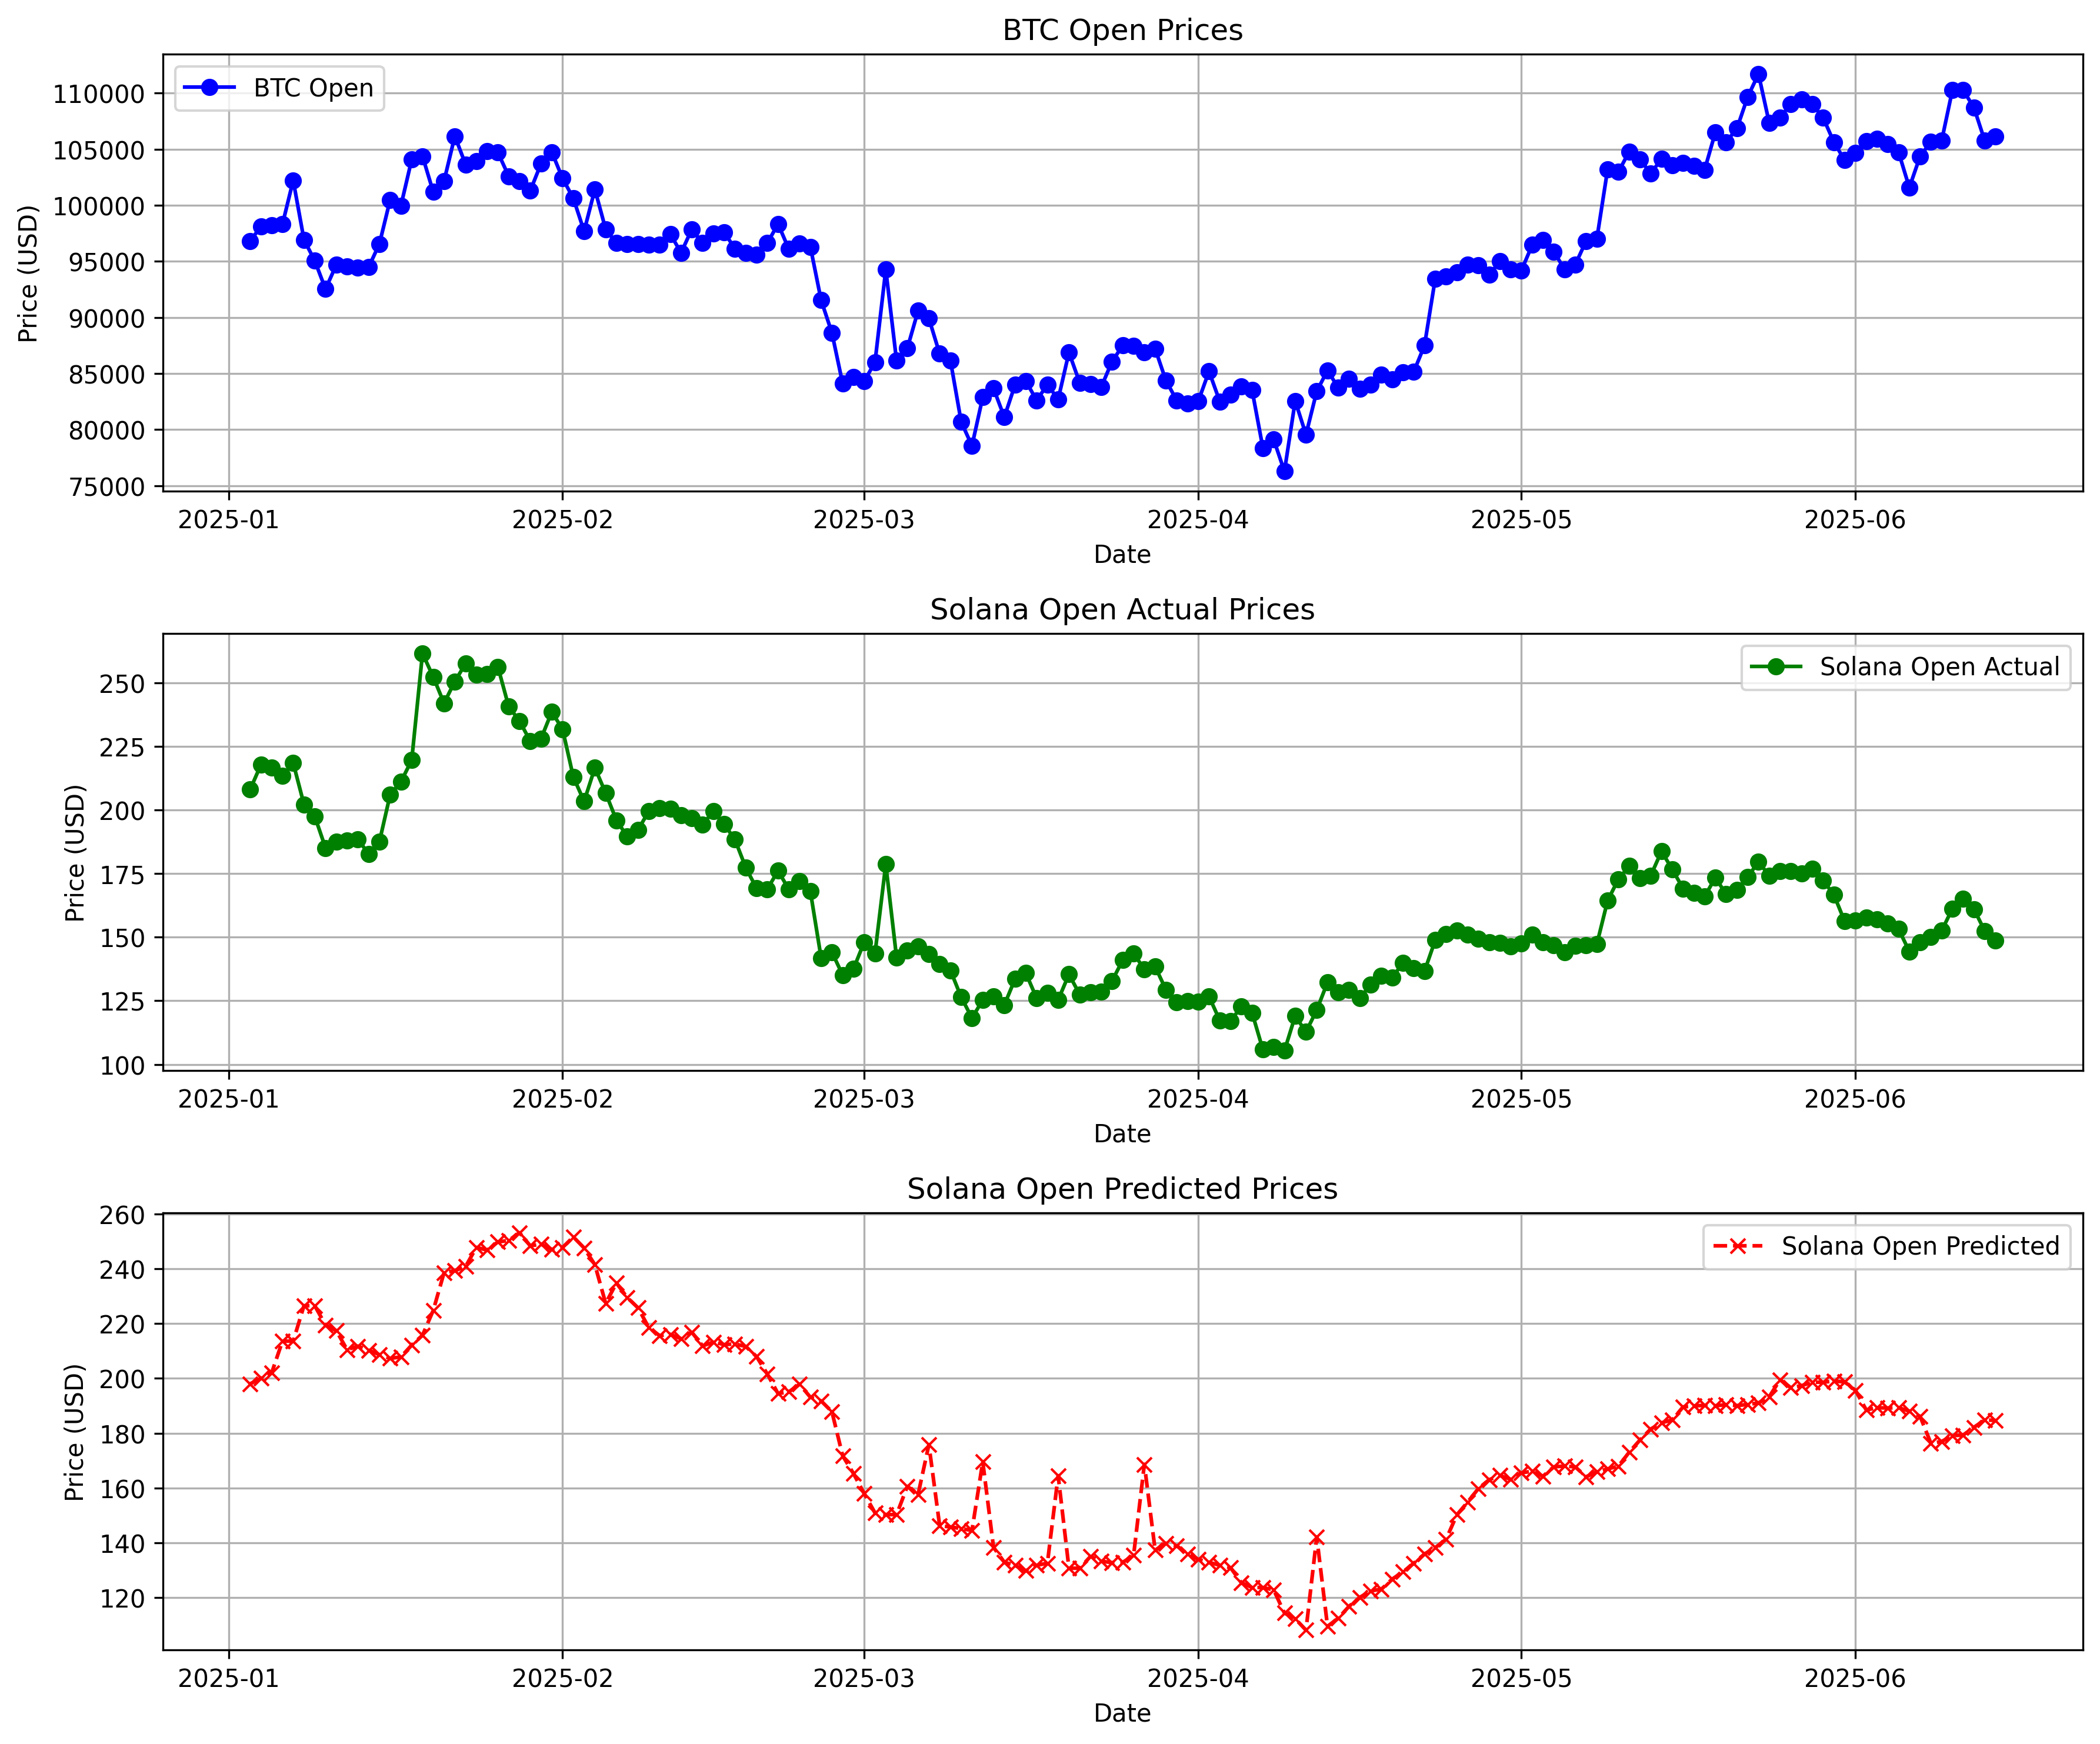 BTC Open Prices
BTC Open
110000
105000
100000
95000
90000
85000
80000
75000
Price (USD)
2025-01 2025-02 2025-03 2025-04 2025-05 2025-06
Date
Solana Open Actual Prices
Solana Open Actual
250
225
200
175
150
125
100
Price (USD)
2025-01 2025-02 2025-03 2025-04 2025-05 2025-06
Date
Solana Open Predicted Prices
Solana Open Predicted
260
240
220
200
180
160
140
120
Price (USD)
2025-01 2025-02 2025-03 2025-04 2025-05 2025-06
Date